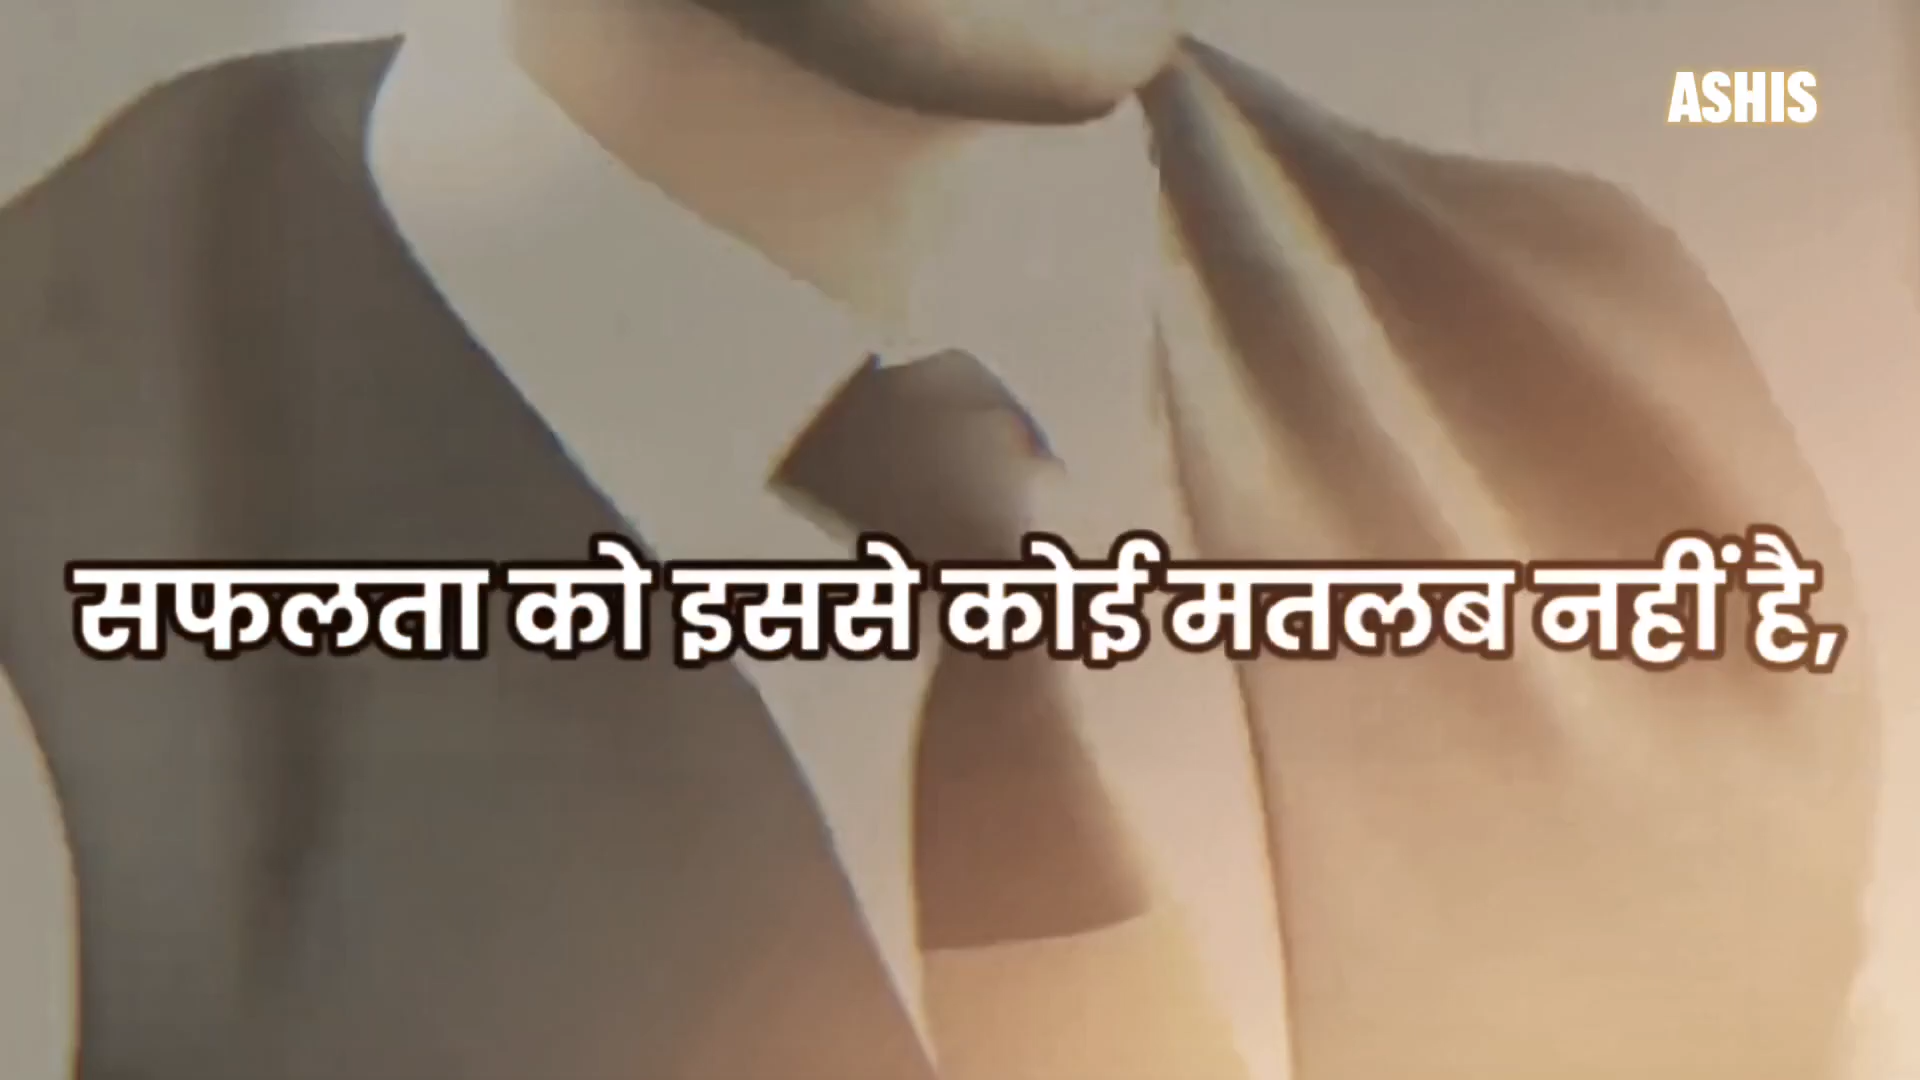 ASHIS
सफलता को इससे कोई मतलब नहीं है,